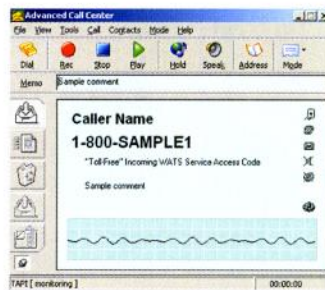 Advanced Call Center
File View Tools Call Contacts Mode Help
Dial Rec Stop Play Hold Speak Address Mode
Memo Sample comment
Caller Name
1-800-SAMPLE1
"Toll-Free" Incoming WATS Service Access Code
Sample comment
TAPI [ monitoring ] 00:00:00